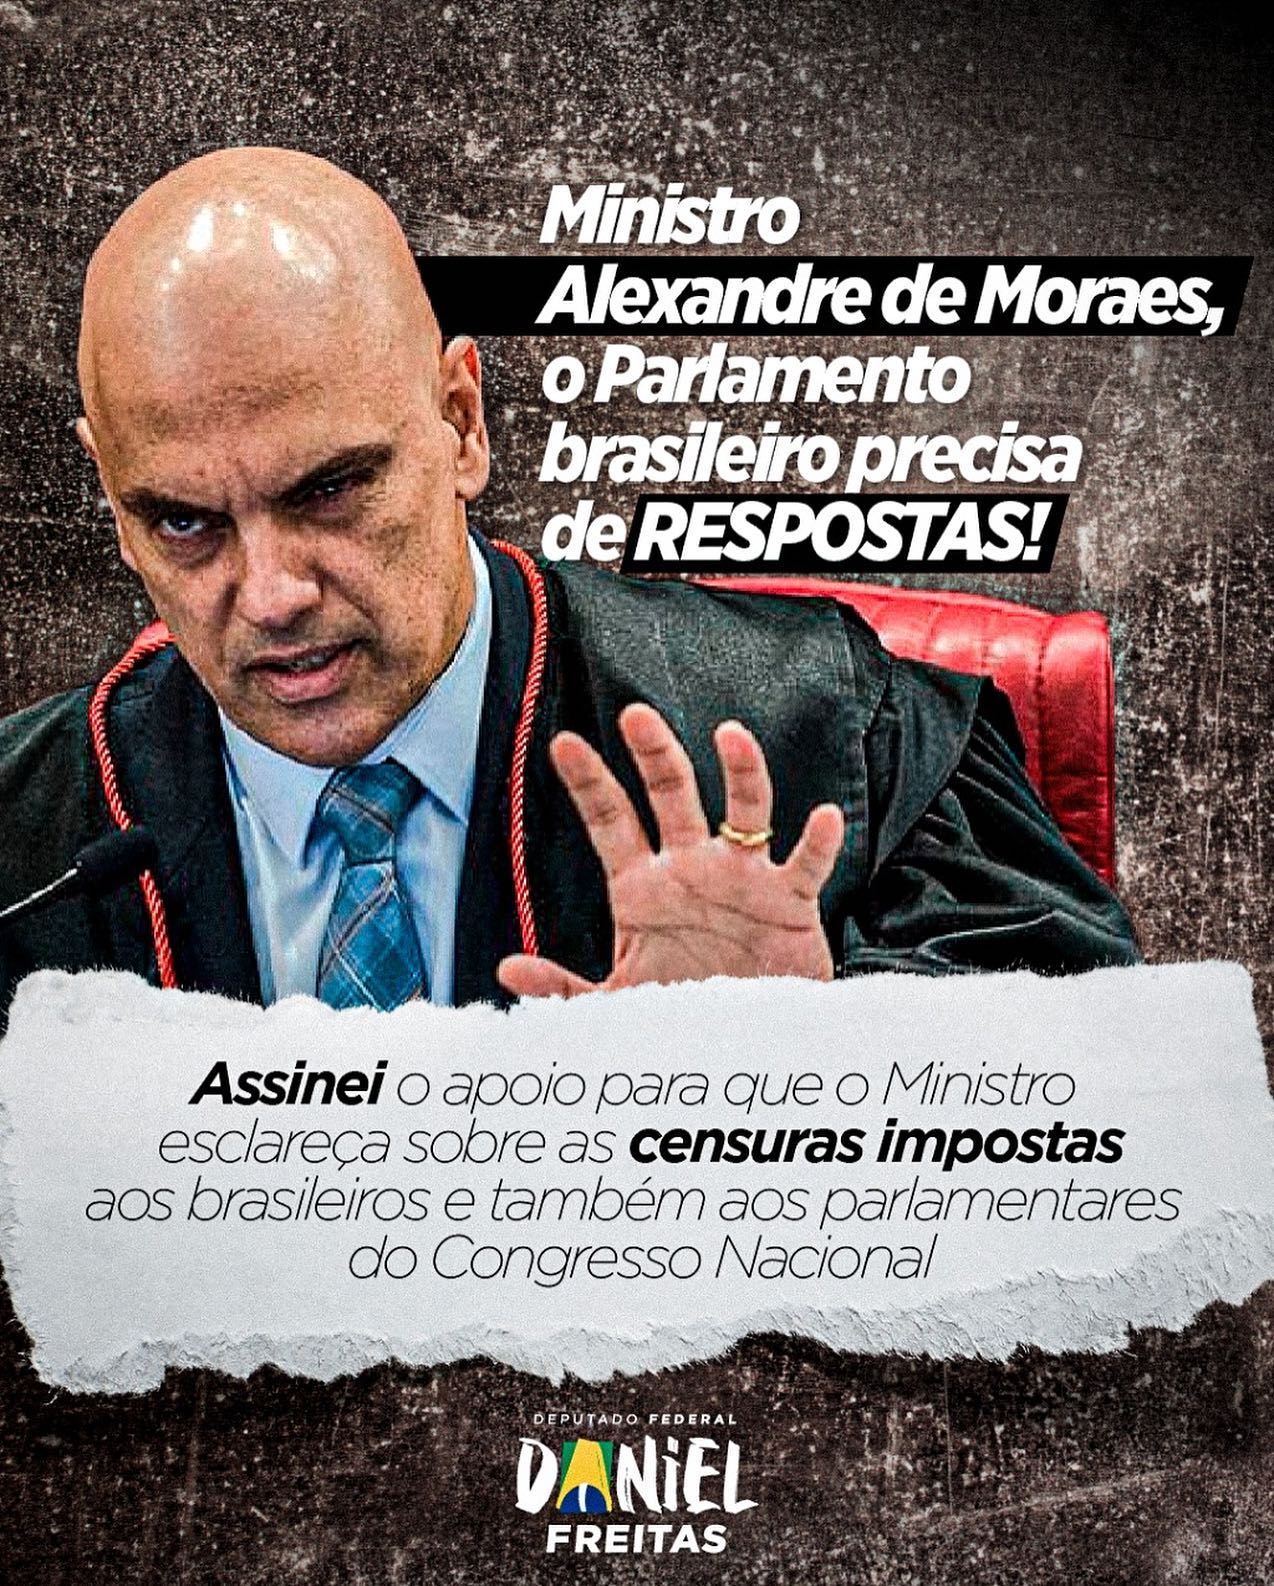 Ministro
Alexandre de Moraes,
o Parlamento
brasileiro precisa
de RESPOSTAS!
Assinei o apoio para que o Ministro
esclareça sobre as censuras impostas
aos brasileiros e também aos parlamentares
do Congresso Nacional
DEPUTADO FEDERAL
DANiEL
FREITAS